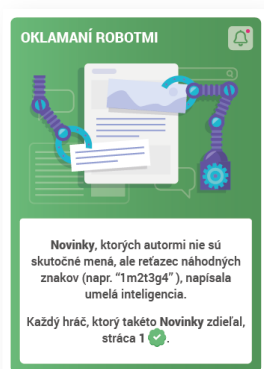 OKLAMANÍ ROBOTMI
Novinky, ktorých autormi nie sú
skutočné mená, ale reťazec náhodných
znakov (napr. “1m2t3g4” ), napísala
umelá inteligencia.
Každý hráč, ktorý takéto Novinky zdieľal,
stráca 1 .